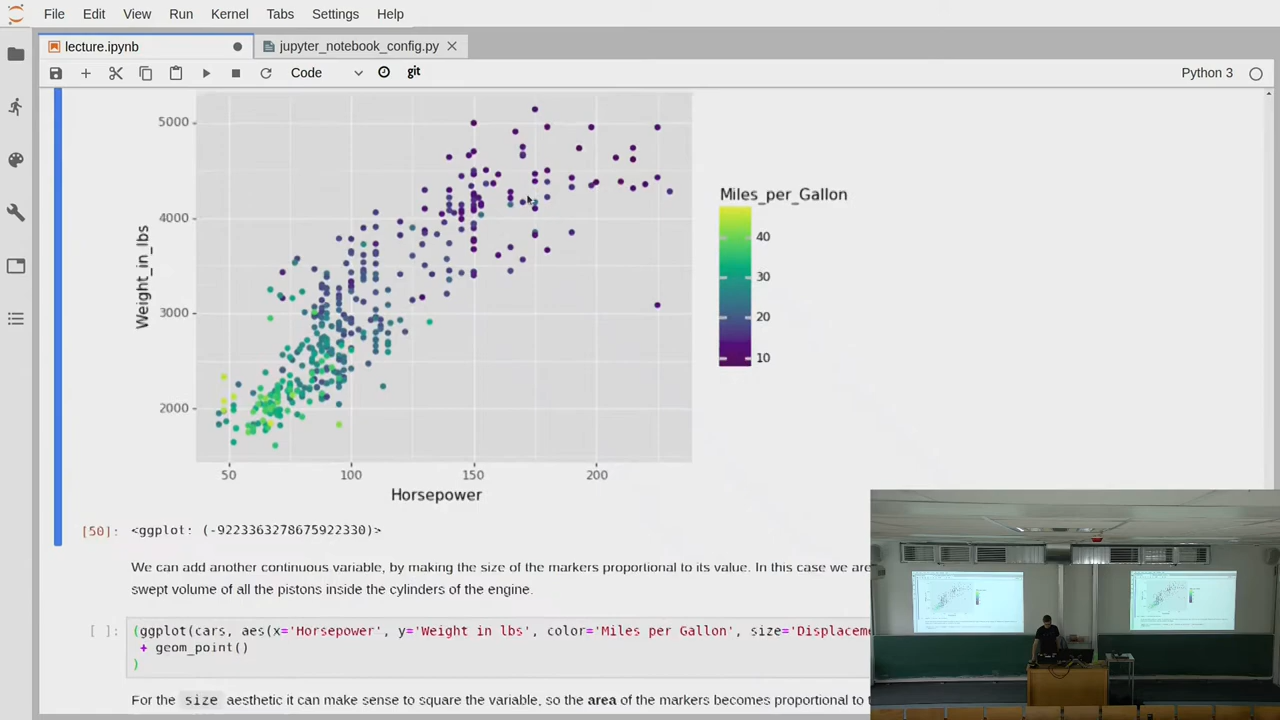 File Edit View Run Kernel Tabs Settings Help
lecture.ipynb
jupyter_notebook_config.py
Code
git
Python 3
5000
4000
3000
2000
Weight_in_lbs
50 100 150 200
Horsepower
Miles_per_Gallon
40
30
20
10
[50]: <ggplot: (-9223363278675922330)>
We can add another continuous variable, by making the size of the markers proportional to its value. In this case we are
swept volume of all the pistons inside the cylinders of the engine.
[ ]: (ggplot(cars, aes(x='Horsepower', y='Weight_in_lbs', color='Miles_per_Gallon', size='Displaceme
+ geom_point()
)
For the size aesthetic it can make sense to square the variable, so the area of the markers becomes proportional to